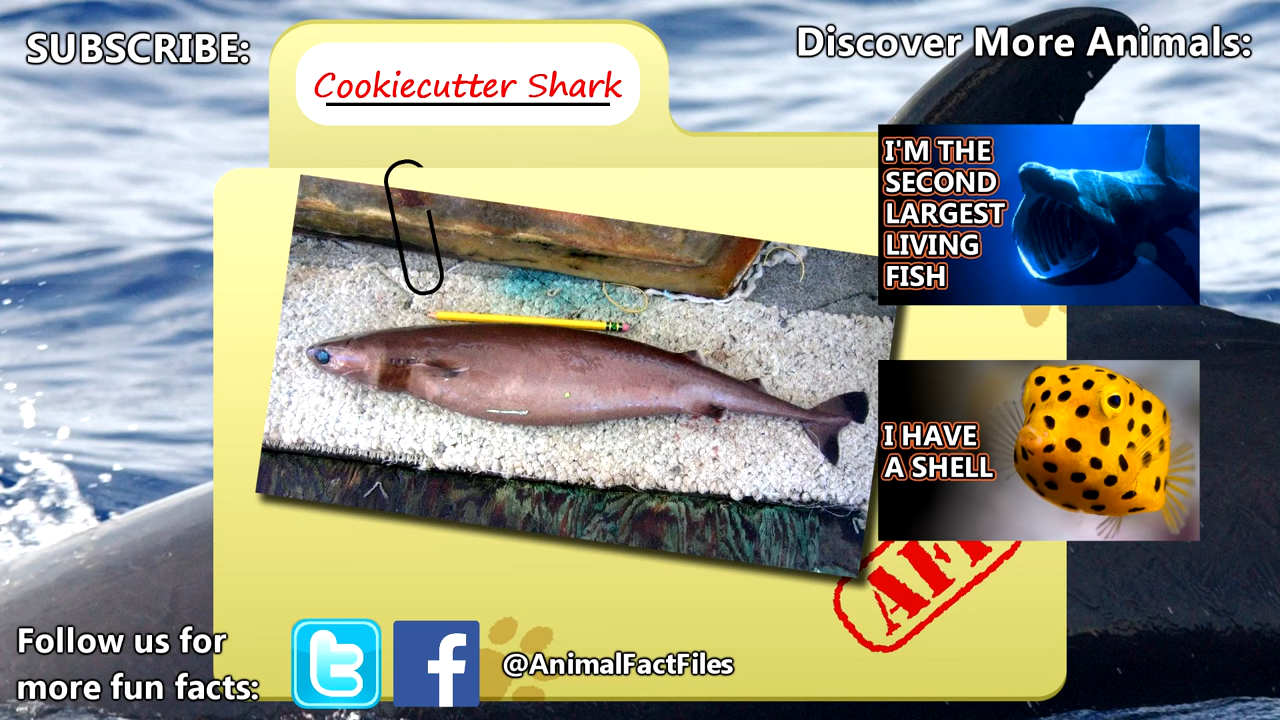 SUBSCRIBE:
Discover More Animals:
Cookiecutter Shark
I'M THE
SECOND
LARGEST
LIVING
FISH
I HAVE
A SHELL
AFF
Follow us for
more fun facts:
@AnimalFactFiles